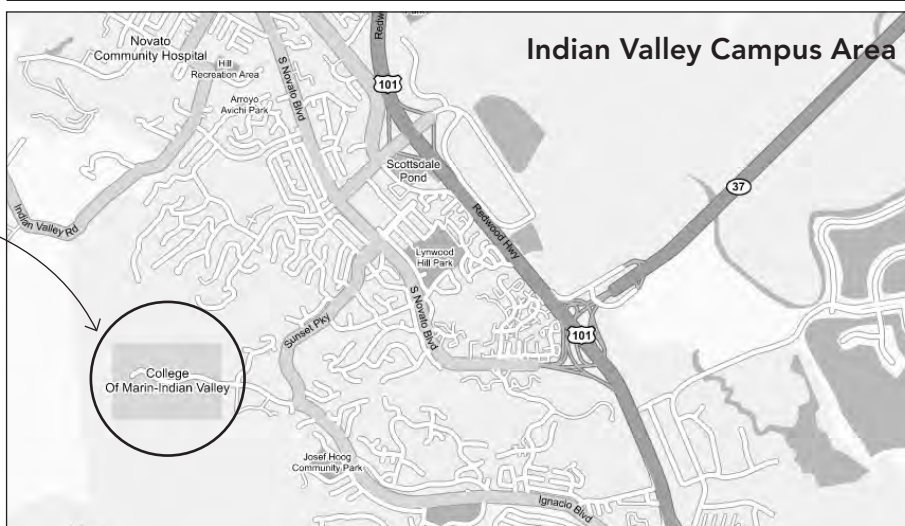 Indian Valley Campus Area
Novato
Community Hospital
Hill
Recreation Area
Arroyo
Avichi Park
S Novato Blvd
101
Scottsdale
Pond
37
Indian Valley Rd
Redwood Hwy
Lynwood
Hill Park
S Novato Blvd
Sunset Pky
101
College
Of Marin-Indian Valley
Josef Hoog
Community Park
Ignacio Blvd